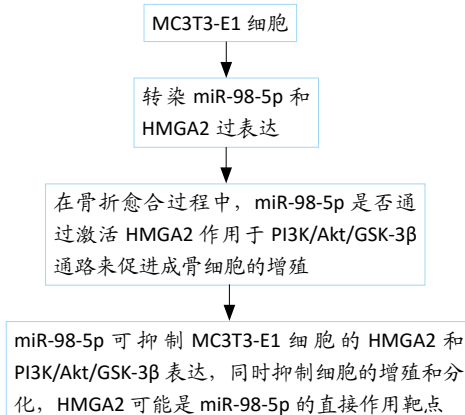 MC3T3-E1 细胞
转染 miR-98-5p 和
HMGA2 过表达
在骨折愈合过程中，miR-98-5p 是否通
过激活 HMGA2 作用于 PI3K/Akt/GSK-3β
通路来促进成骨细胞的增殖
miR-98-5p 可抑制 MC3T3-E1 细胞的 HMGA2 和
PI3K/Akt/GSK-3β 表达，同时抑制细胞的增殖和分
化，HMGA2 可能是 miR-98-5p 的直接作用靶点